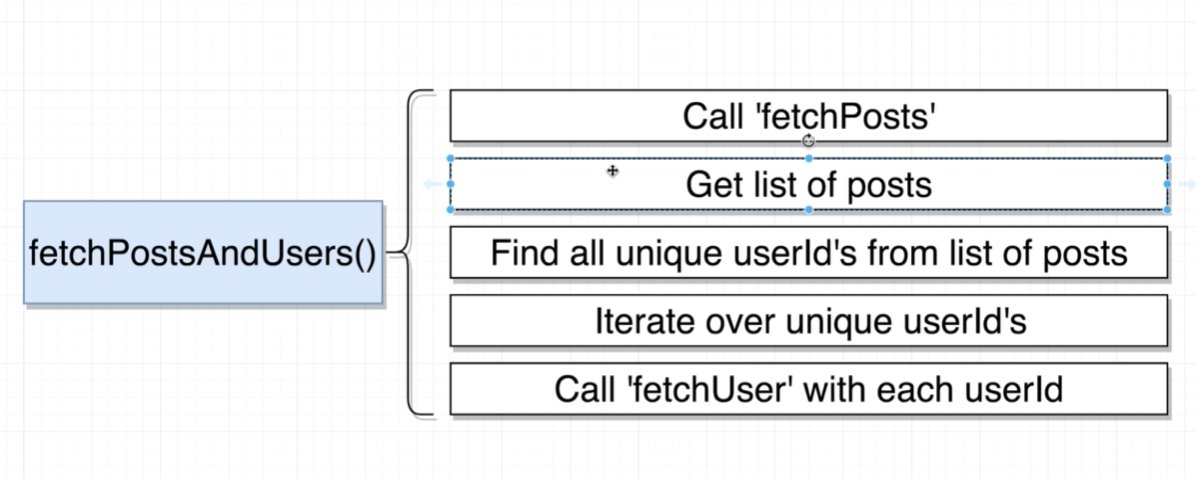 Call 'fetchPosts'
Get list of posts
fetchPostsAndUsers()
Find all unique userId's from list of posts
Iterate over unique userId's
Call 'fetchUser' with each userId